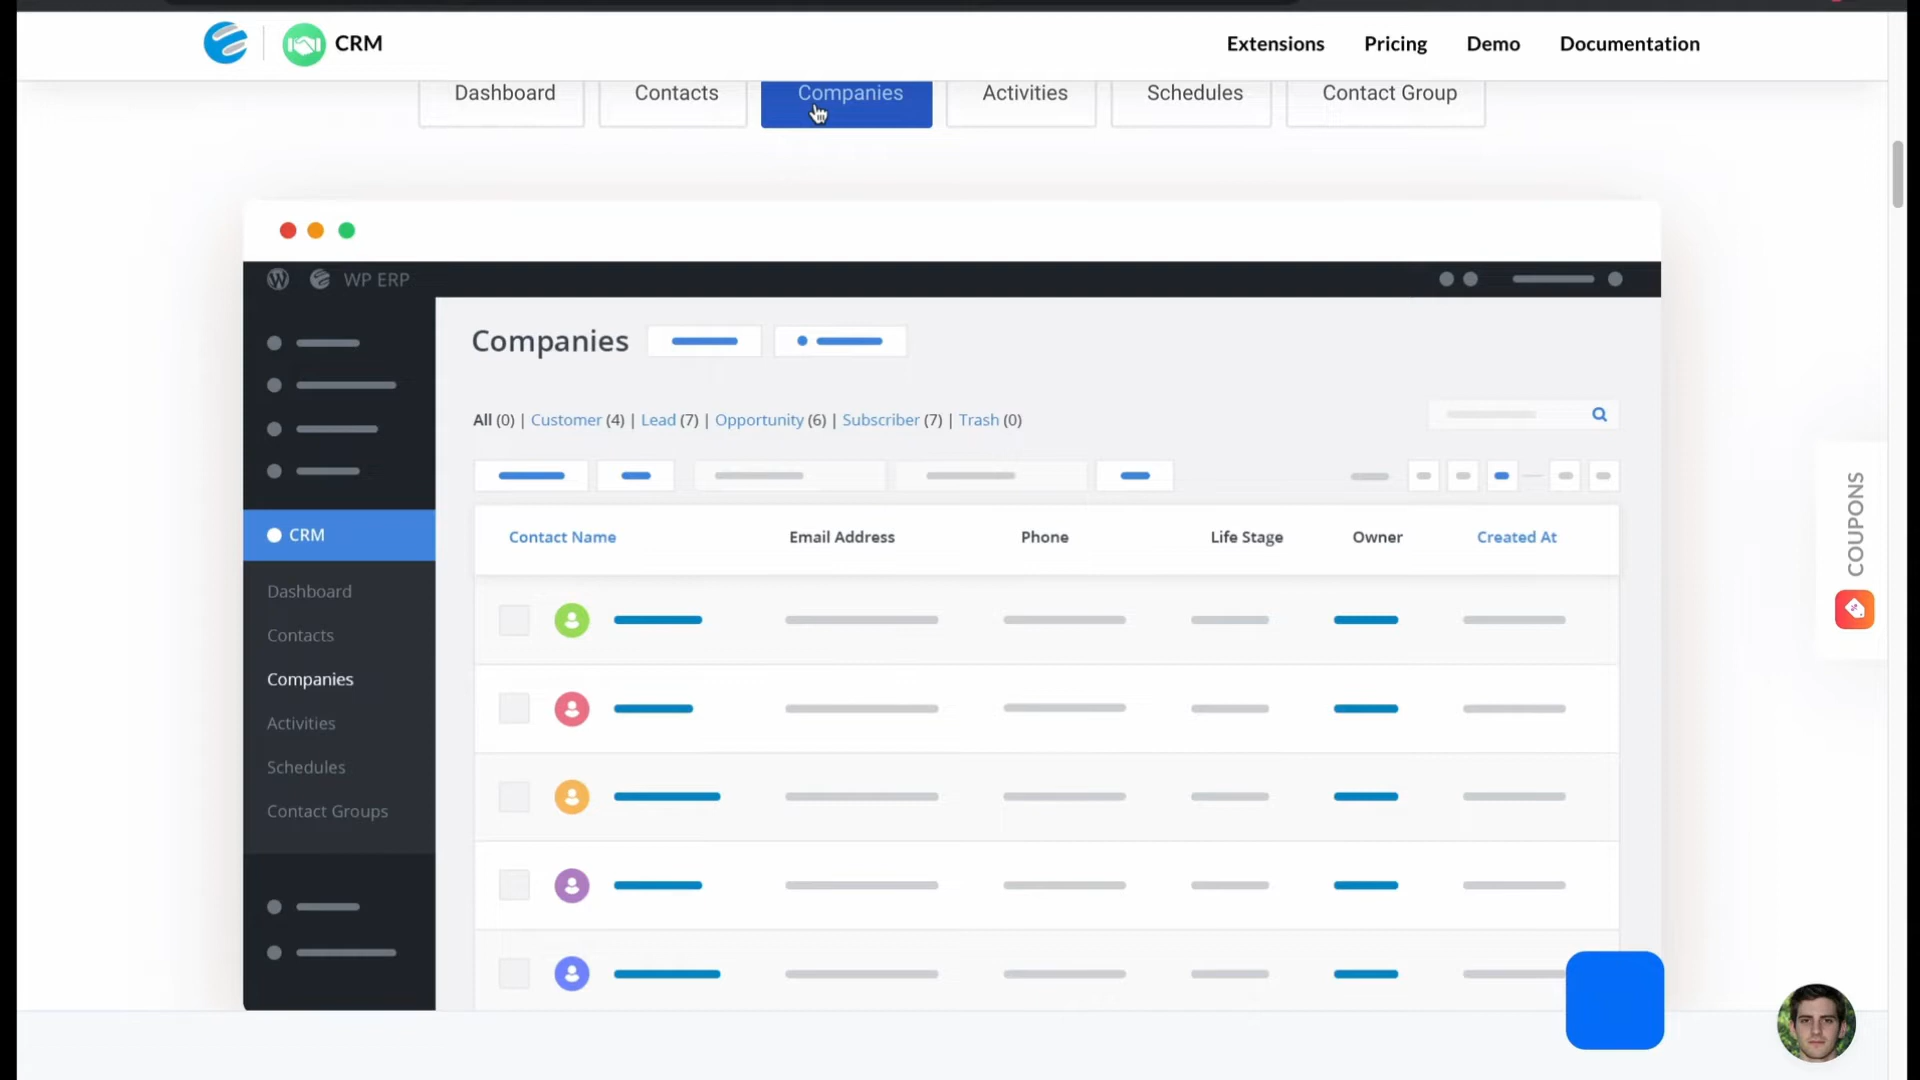 CRM Extensions Pricing Demo Documentation
Dashboard Contacts Companies Activities Schedules Contact Group
WP ERP
Companies
All (0) | Customer (4) | Lead (7) | Opportunity (6) | Subscriber (7) | Trash (0)
Contact Name Email Address Phone Life Stage Owner Created At
CRM
Dashboard
Contacts
Companies
Activities
Schedules
Contact Groups
COUPONS